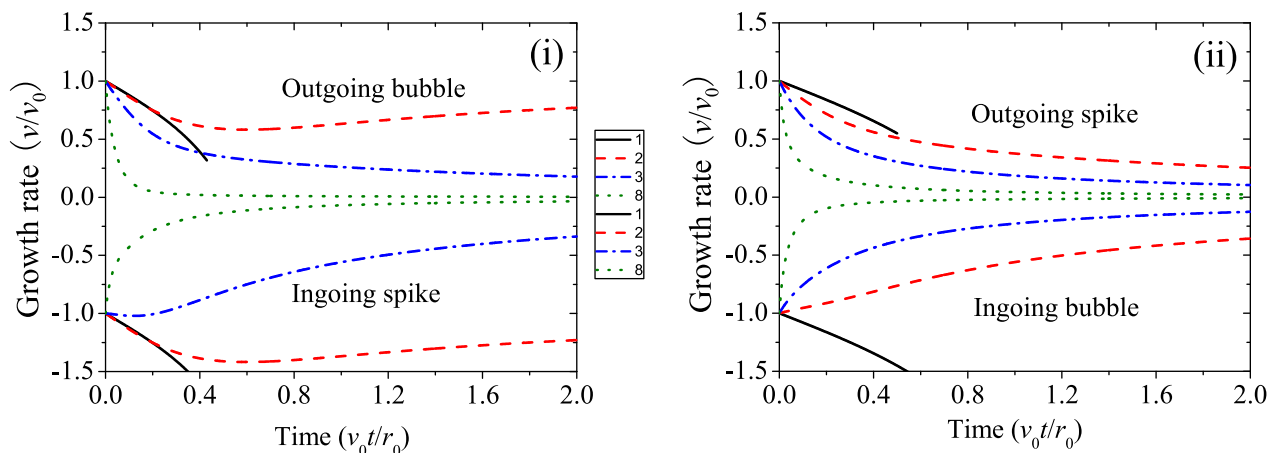 (i)
Growth rate (v/v0)
1.5
1.0
0.5
0.0
-0.5
-1.0
-1.5
Outgoing bubble
Ingoing spike
0.0 0.4 0.8 1.2 1.6 2.0
Time (v0t/r0)
1
2
3
8
1
2
3
8
(ii)
Growth rate (v/v0)
1.5
1.0
0.5
0.0
-0.5
-1.0
-1.5
Outgoing spike
Ingoing bubble
0.0 0.4 0.8 1.2 1.6 2.0
Time (v0t/r0)